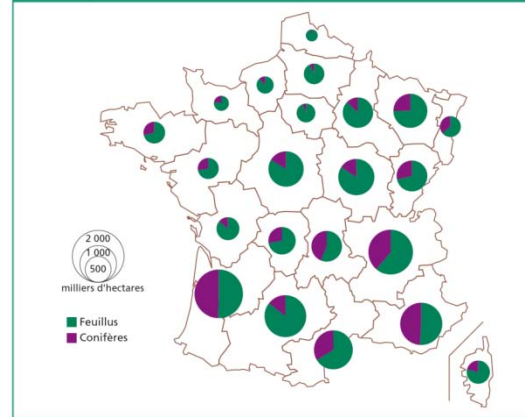 2 000
1 000
500
milliers d'hectares
Feuillus
Conifères